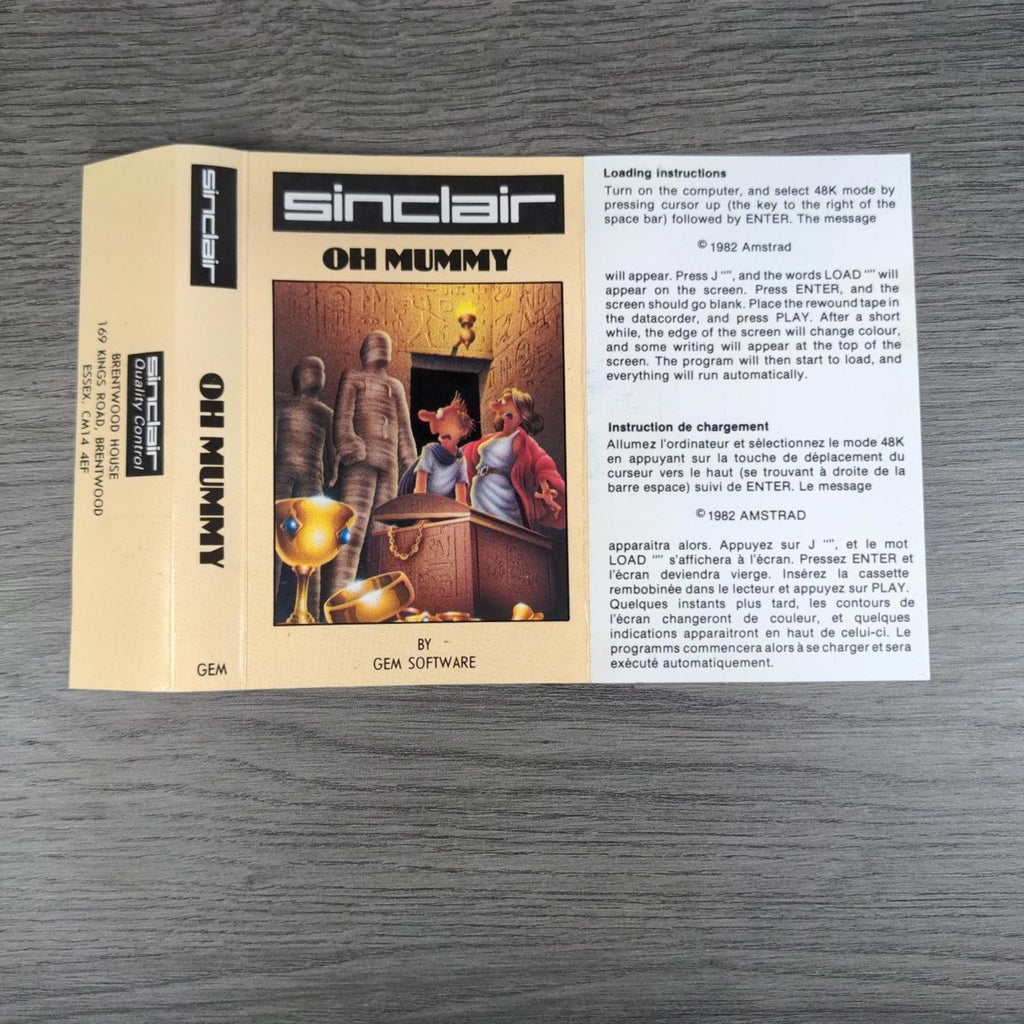 sinclair
Quality Control
BRENTWOOD HOUSE
169 KINGS ROAD, BRENTWOOD
ESSEX. CM14 4EF
sinclair
OH MUMMY
GEM
sinclair
OH MUMMY
BY
GEM SOFTWARE
Loading instructions
Turn on the computer, and select 48K mode by
pressing cursor up (the key to the right of the
space bar) followed by ENTER. The message
© 1982 Amstrad
will appear. Press J "", and the words LOAD "" will
appear on the screen. Press ENTER, and the
screen should go blank. Place the rewound tape in
the datacorder, and press PLAY. After a short
while, the edge of the screen will change colour,
and some writing will appear at the top of the
screen. The program will then start to load, and
everything will run automatically.
Instruction de chargement
Allumez l'ordinateur et sélectionnez le mode 48K
en appuyant sur la touche de déplacement du
curseur vers le haut (se trouvant à droite de la
barre espace) suivi de ENTER. Le message
© 1982 AMSTRAD
apparaitra alors. Appuyez sur J "", et le mot
LOAD "" s'affichera à l'écran. Pressez ENTER et
l'écran deviendra vierge. Insérez la cassette
rembobinée dans le lecteur et appuyez sur PLAY.
Quelques instants plus tard, les contours de
l'écran changeront de couleur, et quelques
indications apparaitront en haut de celui-ci. Le
programms commencera alors à se charger et sera
exécuté automatiquement.